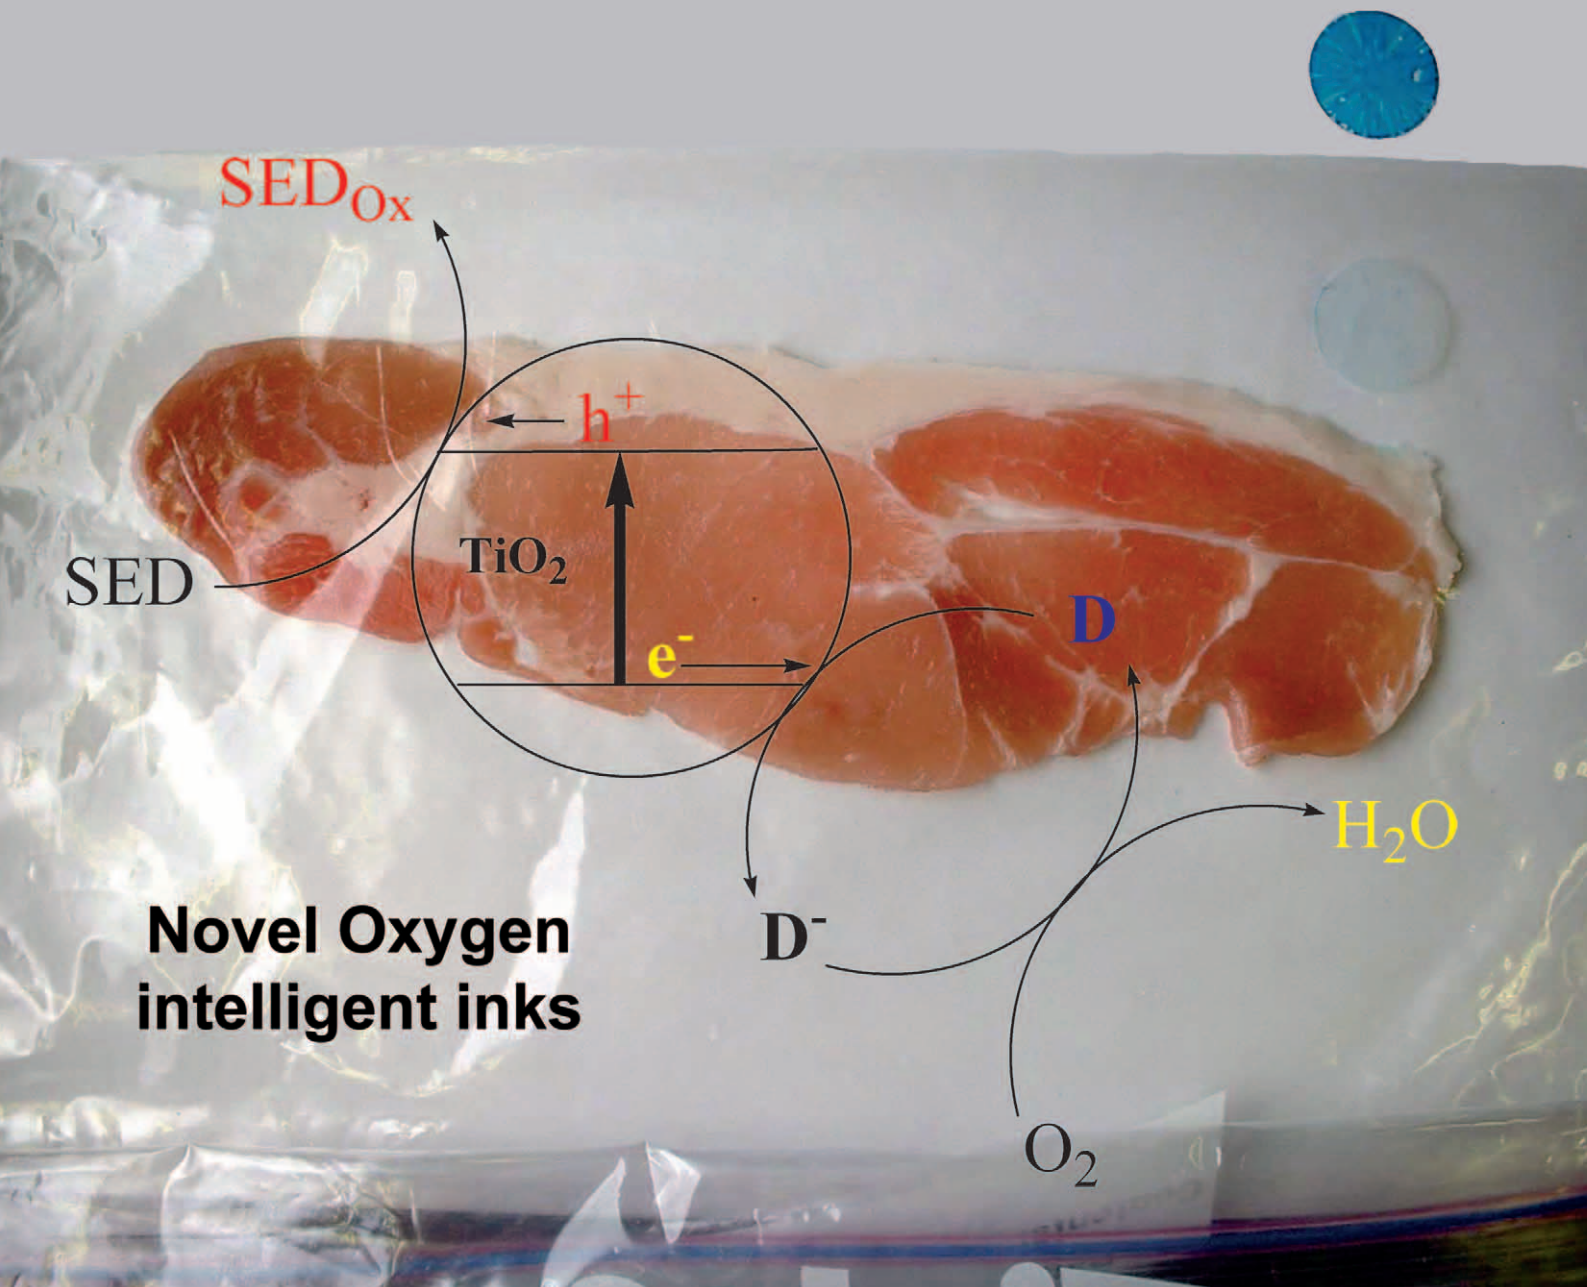 SEDOx
h+
TiO2
SED
D
e-
H2O
D-
Novel Oxygen
intelligent inks
O2